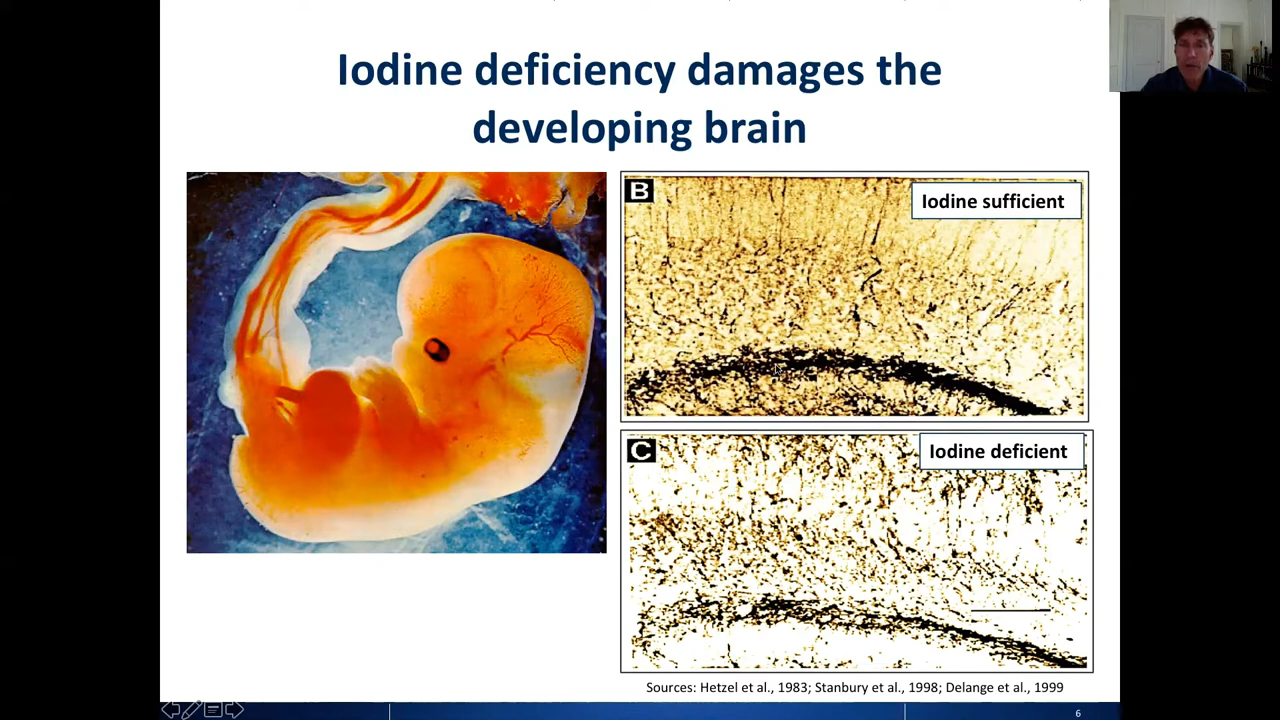 Iodine deficiency damages the
developing brain
B
Iodine sufficient
C
Iodine deficient
Sources: Hetzel et al., 1983; Stanbury et al., 1998; Delange et al., 1999
6